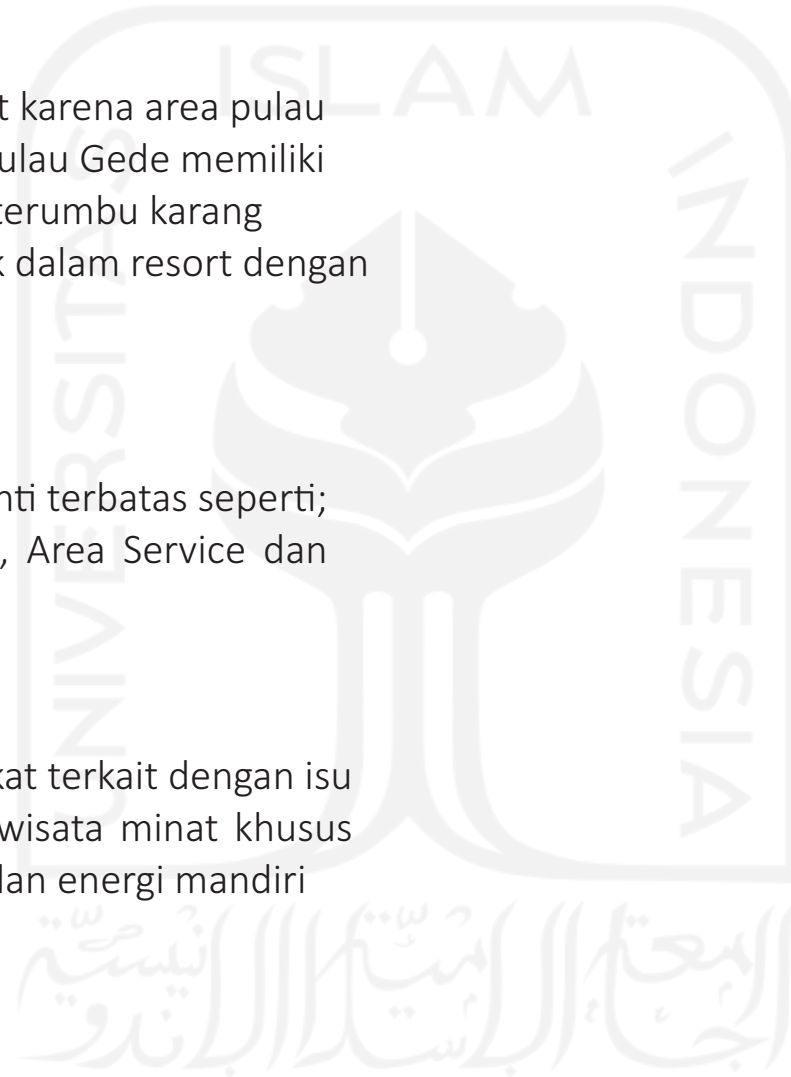 ISLAM
UNIVERSITAS
INDONESIA
t karena area pulau
ulau Gede memiliki
terumbu karang
k dalam resort dengan
nti terbatas seperti;
, Area Service dan
kat terkait dengan isu
wisata minat khusus
dan energi mandiri